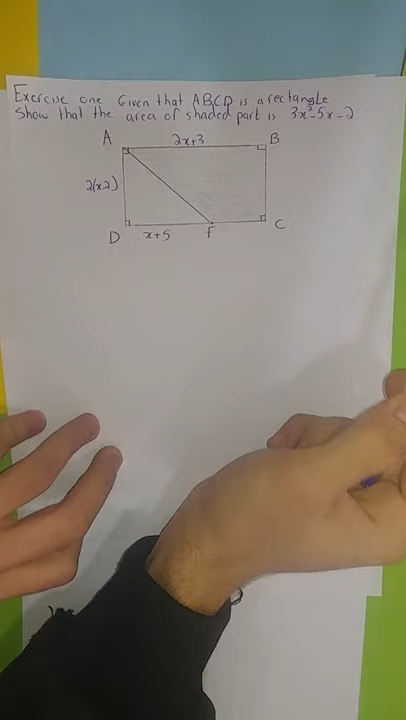 Exercise one Given that ABCD is a rectangle.
Show that the area of shaded part is 3x²-5x-2
A 2x+3 B
2(x-2)
D x+5 F C